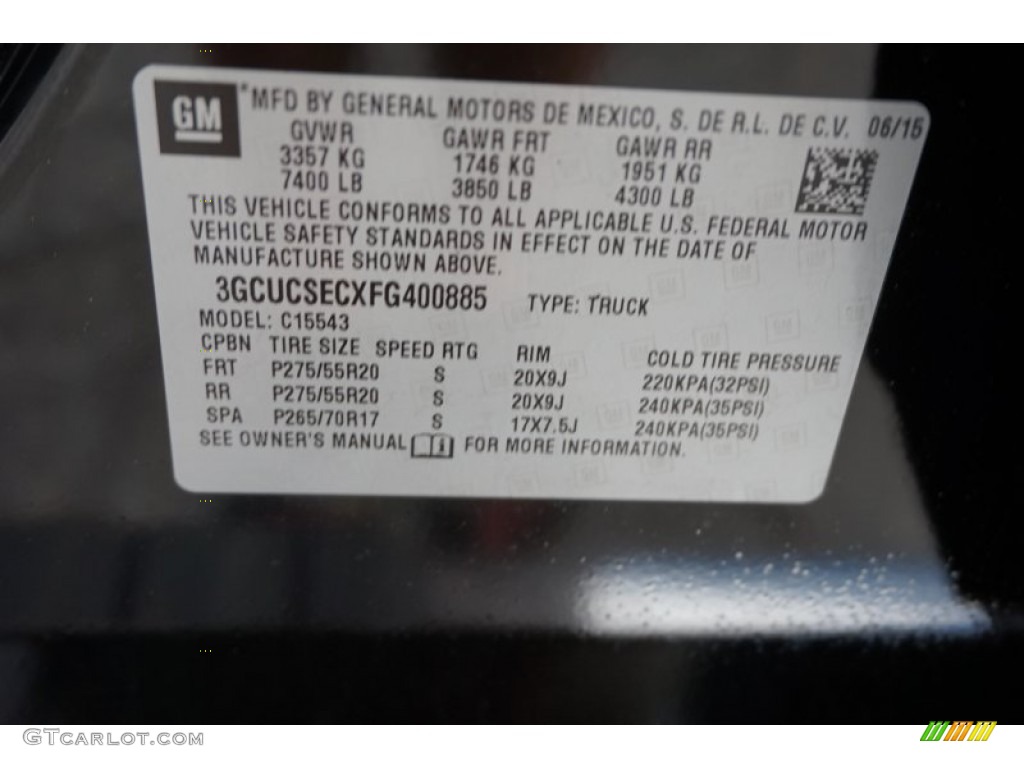 GM
*MFD BY GENERAL MOTORS DE MEXICO, S. DE R.L. DE C.V. 06/15
GVWR GAWR FRT GAWR RR
3357 KG 1746 KG 1951 KG
7400 LB 3850 LB 4300 LB
THIS VEHICLE CONFORMS TO ALL APPLICABLE U.S. FEDERAL MOTOR
VEHICLE SAFETY STANDARDS IN EFFECT ON THE DATE OF
MANUFACTURE SHOWN ABOVE.
3GCUCSECXFG400885 TYPE: TRUCK
MODEL: C15543
CPBN TIRE SIZE SPEED RTG RIM COLD TIRE PRESSURE
FRT P275/55R20 S 20X9J 220KPA(32PSI)
RR P275/55R20 S 20X9J 240KPA(35PSI)
SPA P265/70R17 S 17X7.5J 240KPA(35PSI)
SEE OWNER'S MANUAL i FOR MORE INFORMATION.
GTCARLOT.COM